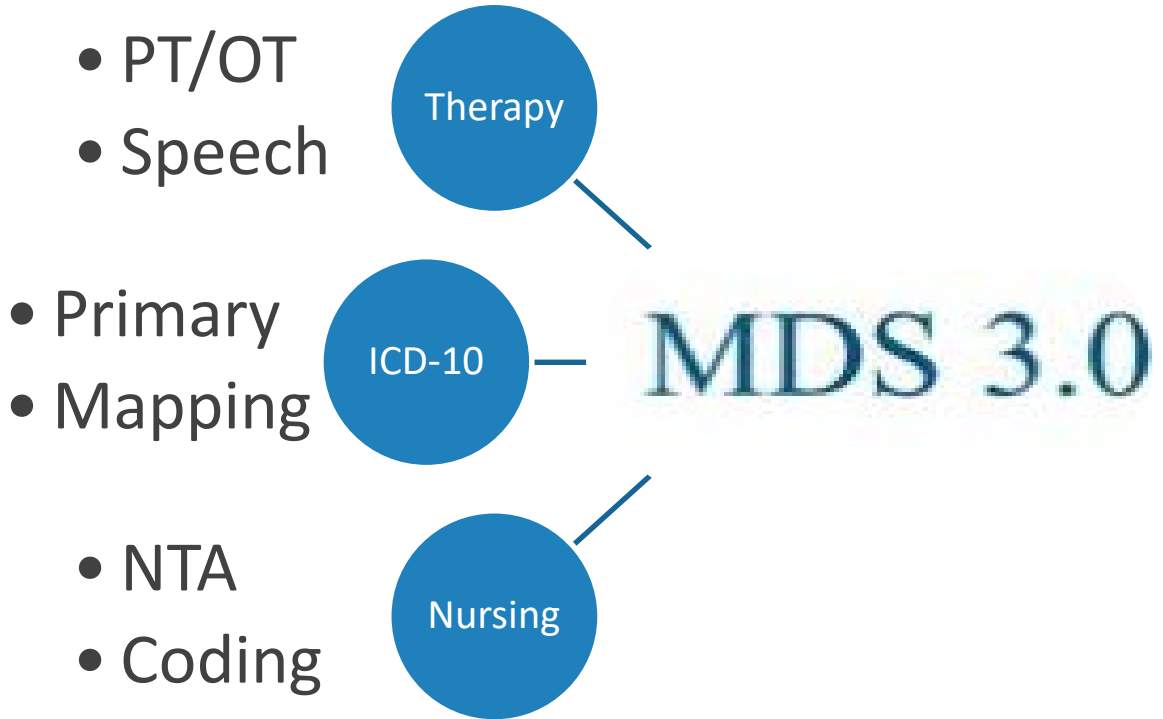 • PT/OT
• Speech
Therapy
• Primary
• Mapping
ICD-10
MDS 3.0
• NTA
• Coding
Nursing